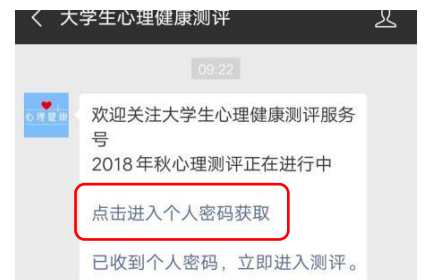 大学生心理健康测评
09:22
心理健康
欢迎关注大学生心理健康测评服务
号
2018年秋心理测评正在进行中
点击进入个人密码获取
已收到个人密码，立即进入测评。